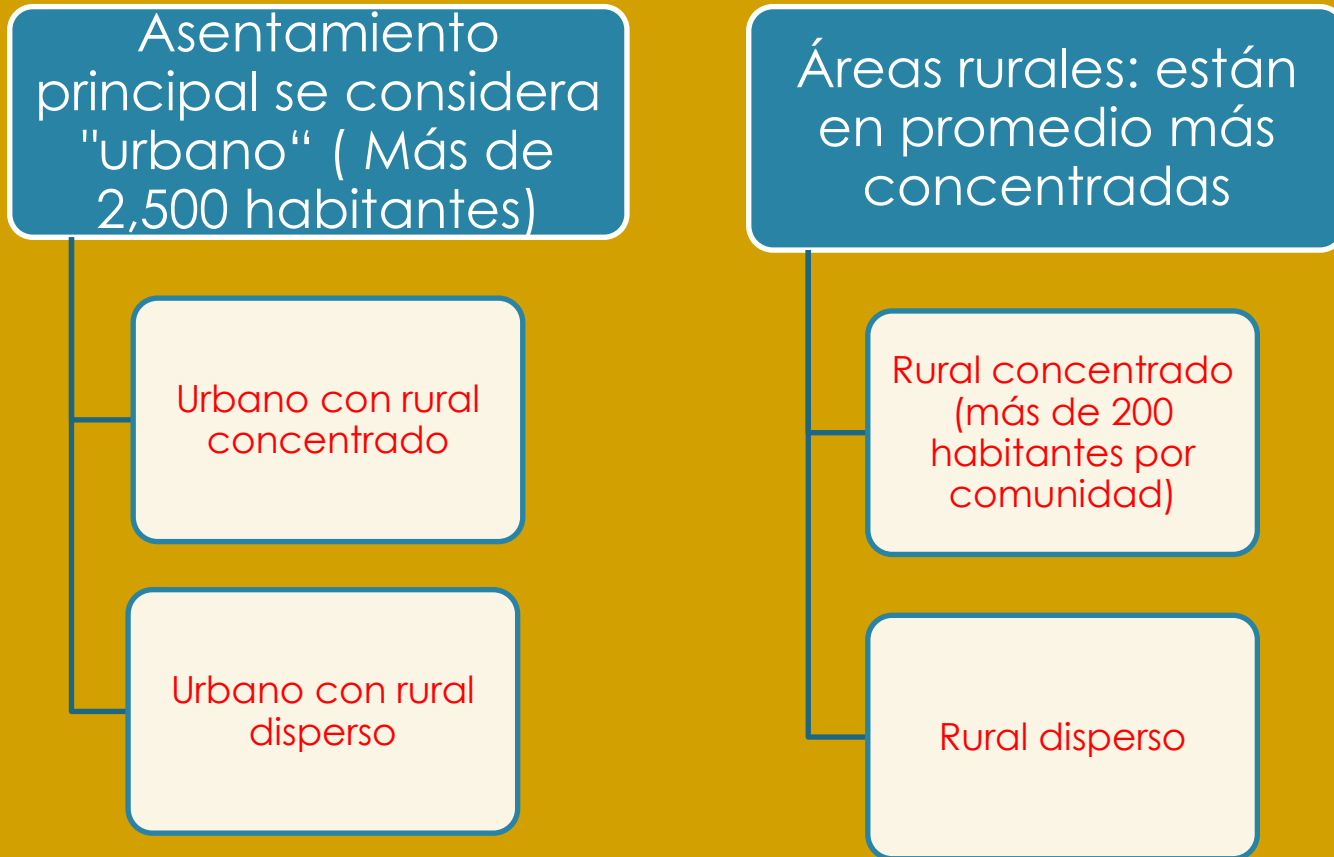 Asentamiento
principal se considera
"urbano“ ( Más de
2,500 habitantes)
Urbano con rural
concentrado
Urbano con rural
disperso
Áreas rurales: están
en promedio más
concentradas
Rural concentrado
(más de 200
habitantes por
comunidad)
Rural disperso